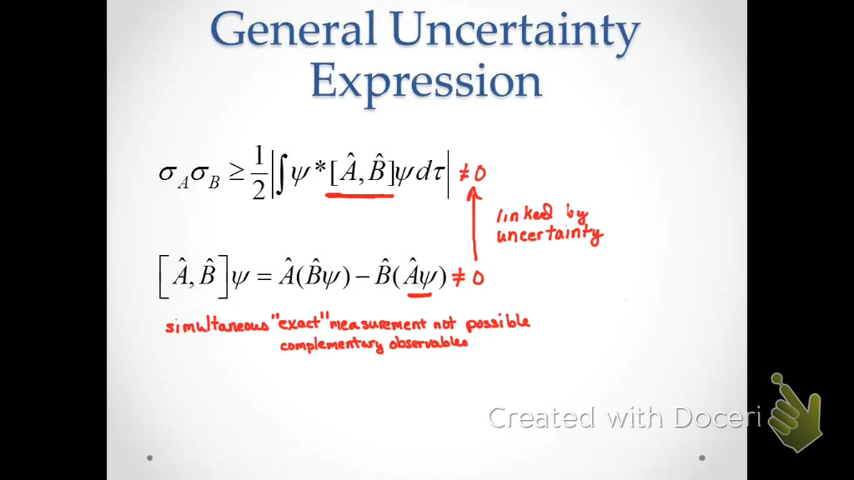 General Uncertainty
Expression
σ_A σ_B ≥ 1/2 |∫ψ*[Â,B̂]ψdτ| ≠ 0
linked by
uncertainty
[Â,B̂]ψ = Â(B̂ψ) − B̂(Âψ) ≠ 0
simultaneous "exact" measurement not possible
complementary observables
Created with Doceri